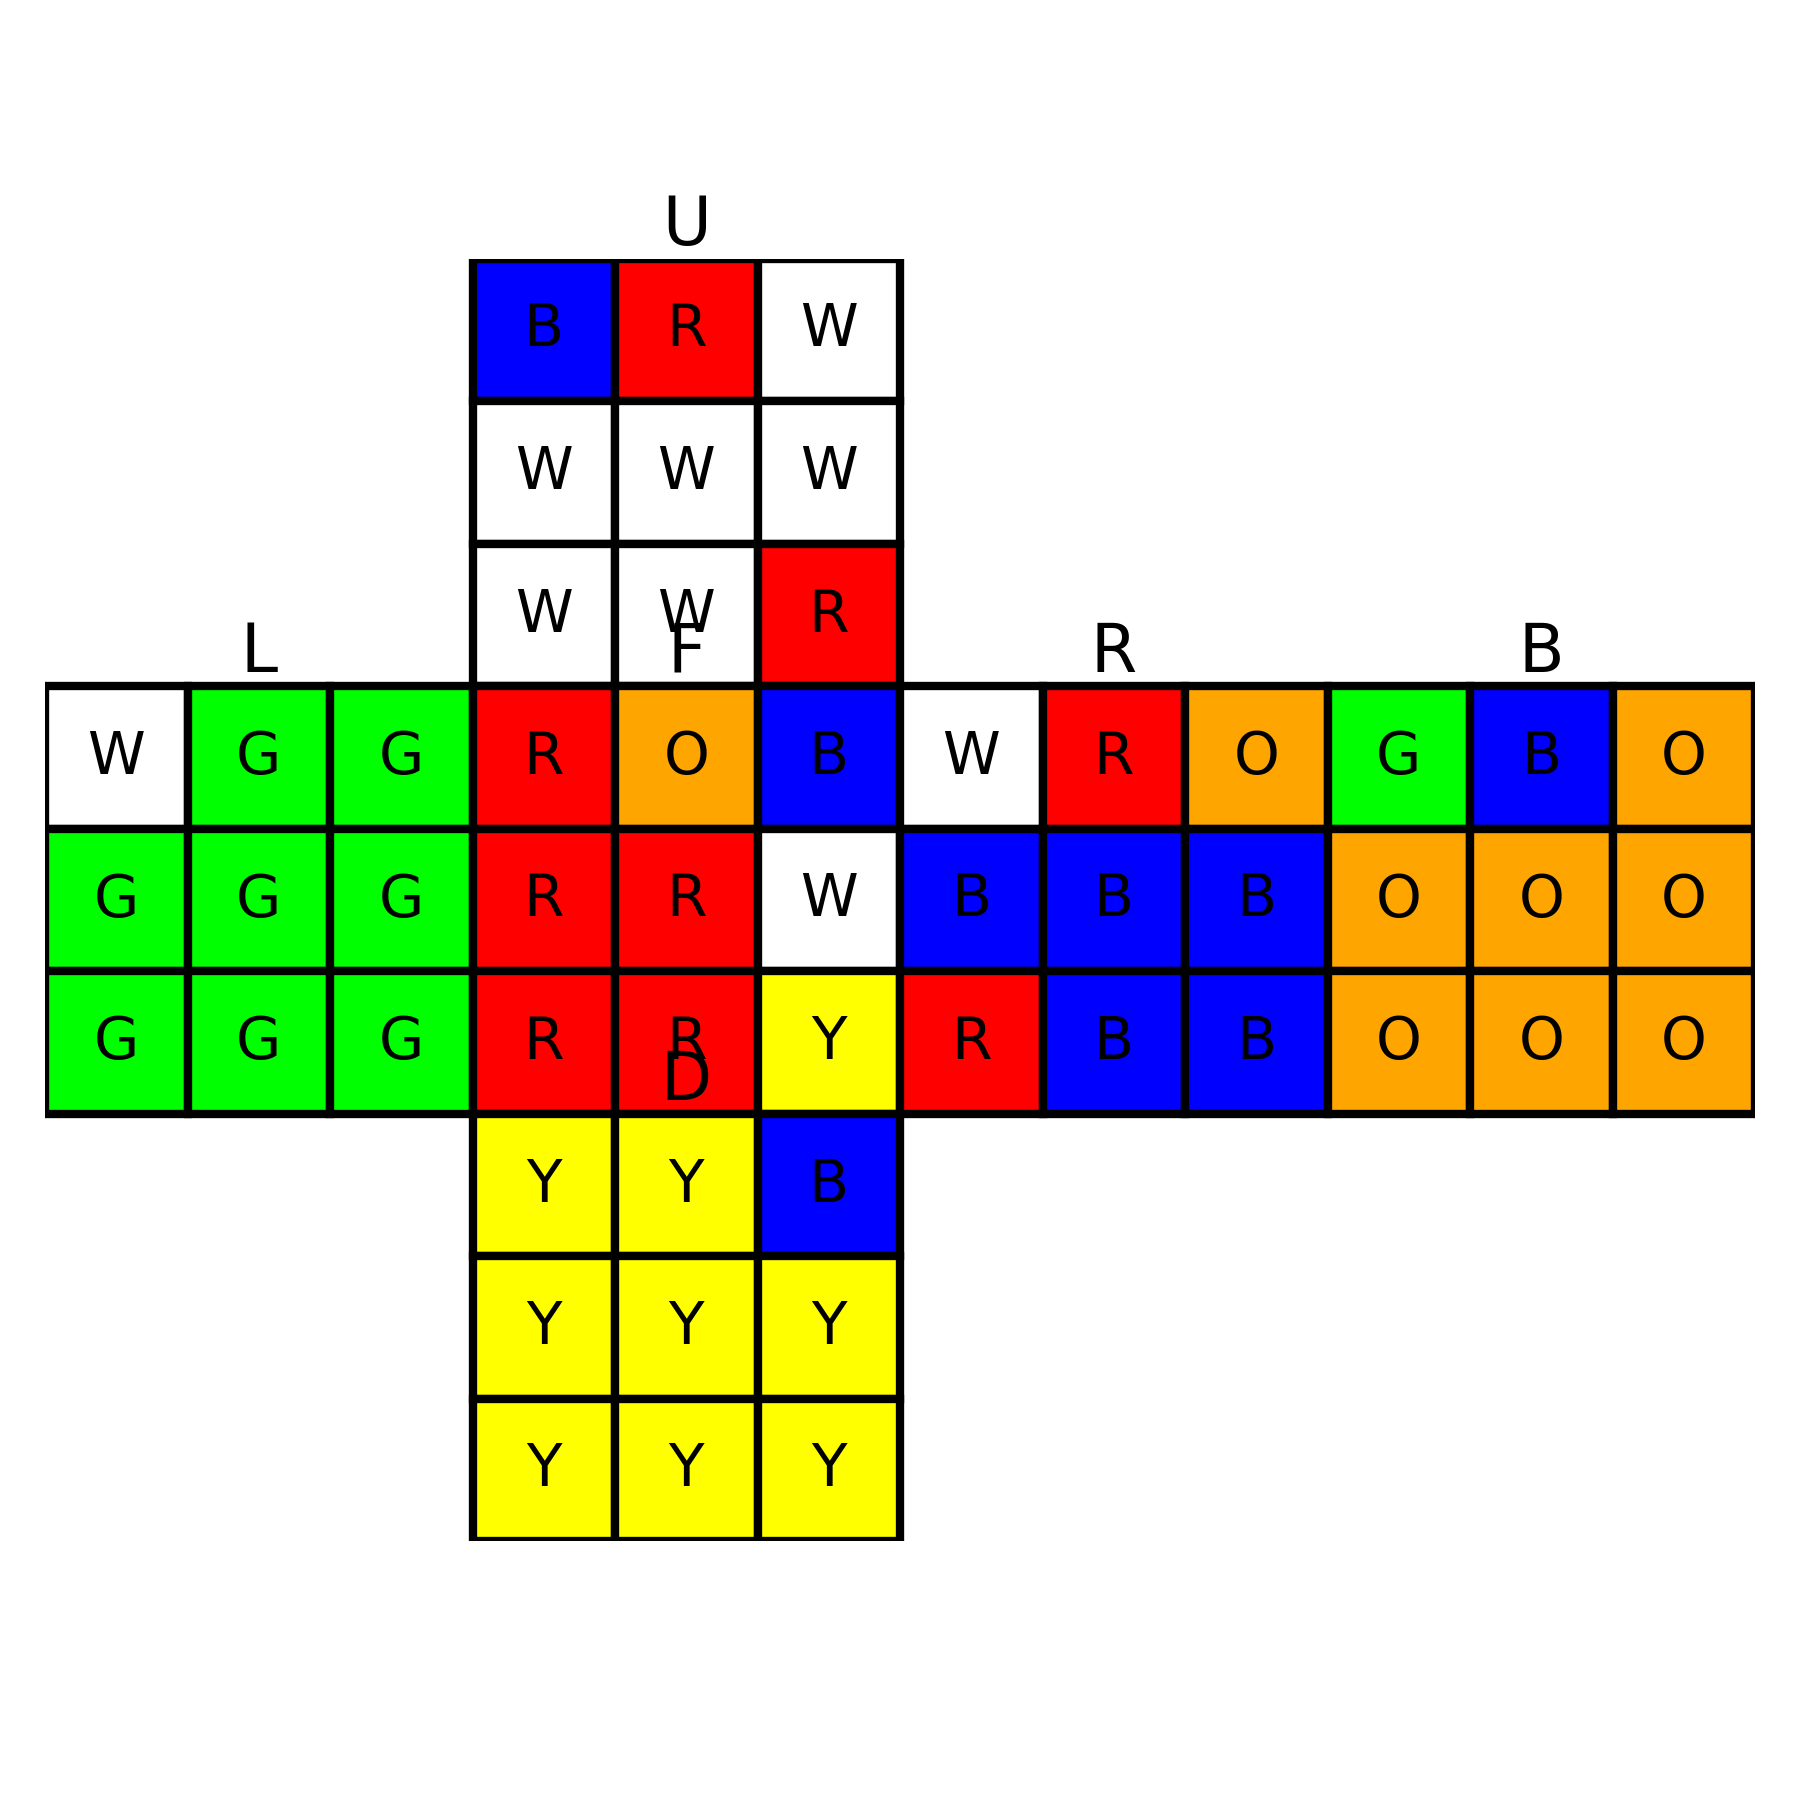 U
B R W
W W W
W W R
L F R B
W G G R O B W R O G B O
G G G R R W B B B O O O
G G G R R Y R B B O O O
D
Y Y B
Y Y Y
Y Y Y